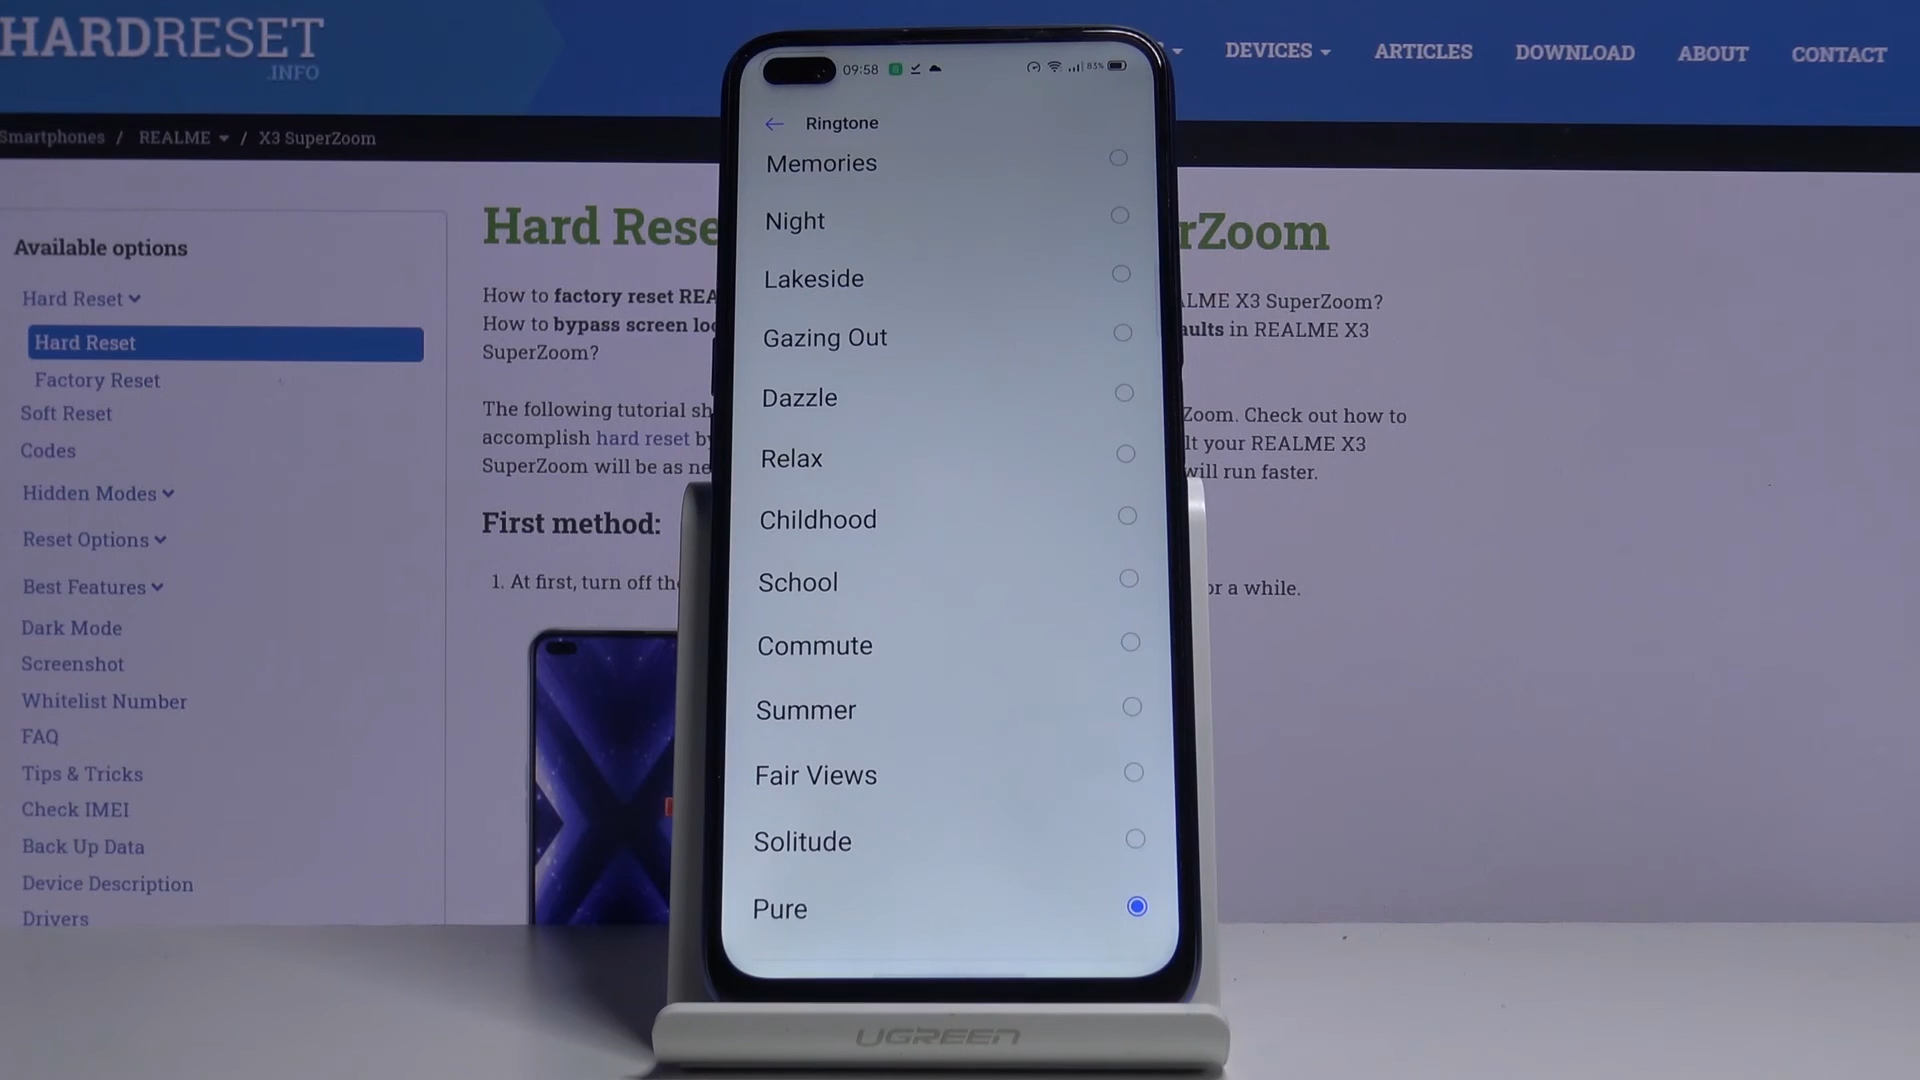 HARDRESET
.INFO
DEVICES
ARTICLES
DOWNLOAD
ABOUT
CONTACT
Smartphones / REALME / X3 SuperZoom
Available options
Hard Reset
Hard Reset
Factory Reset
Soft Reset
Codes
Hidden Modes
Reset Options
Best Features
Dark Mode
Screenshot
Whitelist Number
FAQ
Tips & Tricks
Check IMEI
Back Up Data
Device Description
Drivers
Hard Rese
rZoom
How to factory reset REA
ALME X3 SuperZoom?
How to bypass screen loc
aults in REALME X3
SuperZoom?
The following tutorial sh
Zoom. Check out how to
accomplish hard reset by
lt your REALME X3
SuperZoom will be as ne
will run faster.
First method:
1. At first, turn off the
or a while.
09:58
83%
Ringtone
Memories
Night
Lakeside
Gazing Out
Dazzle
Relax
Childhood
School
Commute
Summer
Fair Views
Solitude
Pure
UGREEN